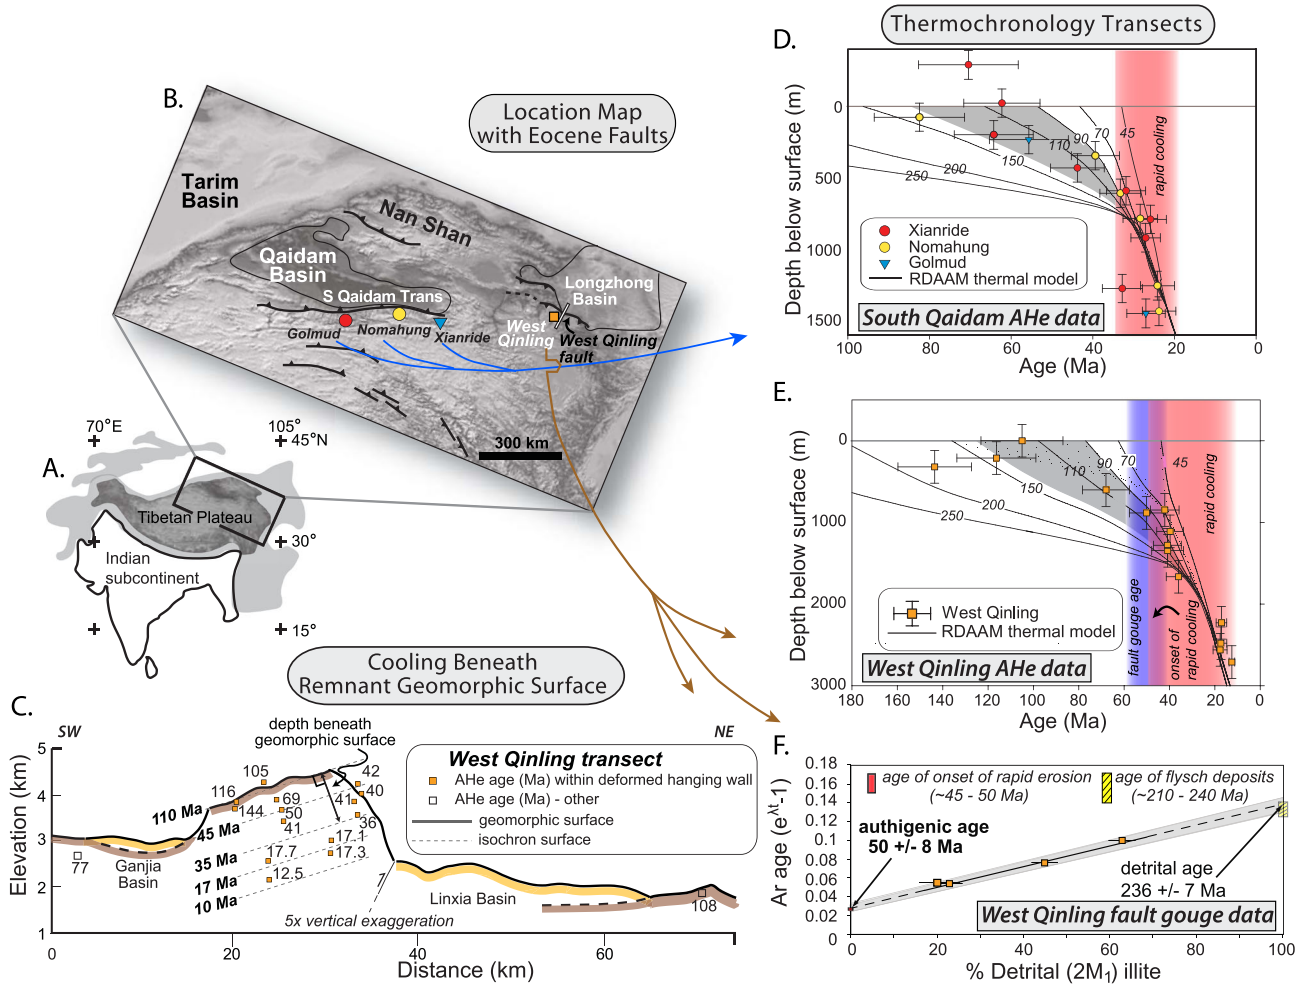 B.
Location Map
with Eocene Faults
Tarim
Basin
Nan Shan
Qaidam
Basin
S Qaidam Trans
Longzhong
Basin
Golmud
Nomahung
Xianride
West
Qinling
West Qinling
fault
300 km
A.
70°E
105°
45°N
30°
15°
Tibetan Plateau
Indian
subcontinent
Cooling Beneath
Remnant Geomorphic Surface
C.
SW
NE
depth beneath
geomorphic surface
Elevation (km)
5
4
3
2
1
0
20
40
60
Distance (km)
West Qinling transect
AHe age (Ma) within deformed hanging wall
AHe age (Ma) - other
geomorphic surface
isochron surface
105
116
144
69
50
41
42
40
41
36
17.1
17.3
17.7
12.5
77
108
110 Ma
45 Ma
35 Ma
17 Ma
10 Ma
Ganjia
Basin
Linxia Basin
5x vertical exaggeration
Thermochronology Transects
D.
Depth below surface (m)
0
500
1000
1500
250
200
150
110
90
70
45
rapid cooling
Xianride
Nomahung
Golmud
RDAAM thermal model
South Qaidam AHe data
100
80
60
40
20
0
Age (Ma)
E.
Depth below surface (m)
0
1000
2000
3000
250
200
150
110
90
70
45
rapid cooling
fault gouge age
onset of
rapid cooling
West Qinling
RDAAM thermal model
West Qinling AHe data
180
160
140
120
100
80
60
40
20
0
Age (Ma)
F.
Ar age (e^λt-1)
0.18
0.16
0.14
0.12
0.1
0.08
0.06
0.04
0.02
0
age of onset of rapid erosion
(~45 - 50 Ma)
age of flysch deposits
(~210 - 240 Ma)
authigenic age
50 +/- 8 Ma
detrital age
236 +/- 7 Ma
West Qinling fault gouge data
0
20
40
60
80
100
% Detrital (2M₁) illite